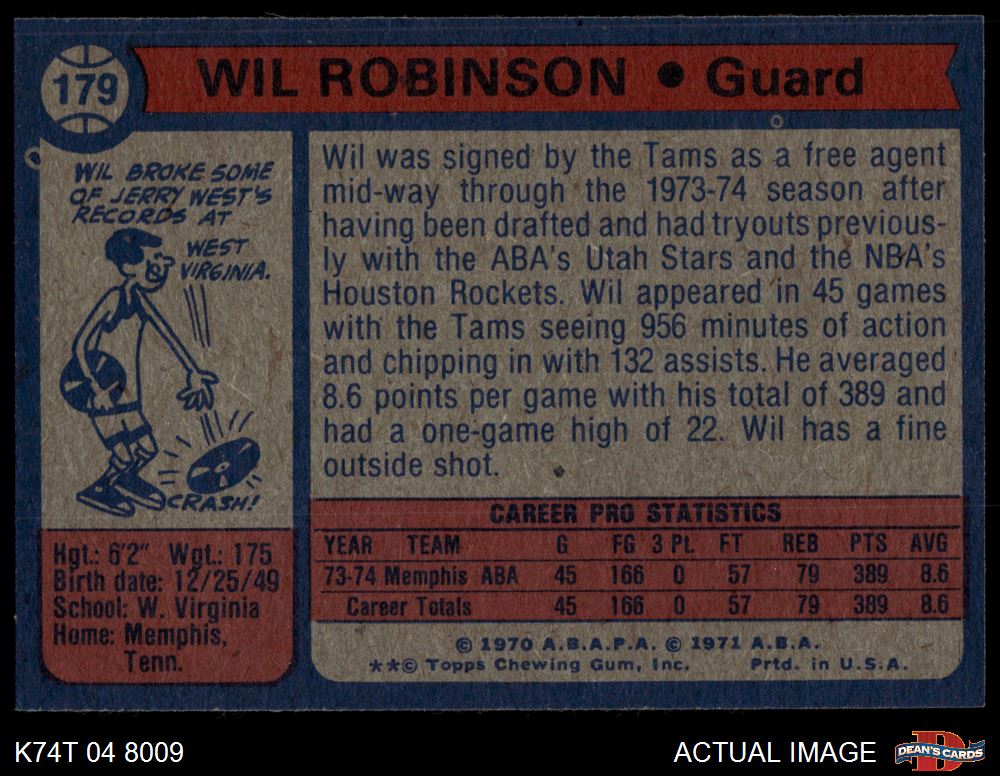 179
WIL ROBINSON • Guard
WIL BROKE SOME
OF JERRY WEST'S
RECORDS AT
WEST
VIRGINIA.
CRASH!
Hgt.: 6'2" Wgt.: 175
Birth date: 12/25/49
School: W. Virginia
Home: Memphis,
Tenn.
Wil was signed by the Tams as a free agent
mid-way through the 1973-74 season after
having been drafted and had tryouts previous-
ly with the ABA's Utah Stars and the NBA's
Houston Rockets. Wil appeared in 45 games
with the Tams seeing 956 minutes of action
and chipping in with 132 assists. He averaged
8.6 points per game with his total of 389 and
had a one-game high of 22. Wil has a fine
outside shot.
CAREER PRO STATISTICS
YEAR TEAM G FG 3 Pt. FT REB PTS AVG
73-74 Memphis ABA 45 166 0 57 79 389 8.6
Career Totals 45 166 0 57 79 389 8.6
© 1970 A.B.A.P.A. © 1971 A.B.A.
**© Topps Chewing Gum, Inc. Prtd. in U.S.A.
K74T 04 8009
ACTUAL IMAGE
D
DEAN'S CARDS